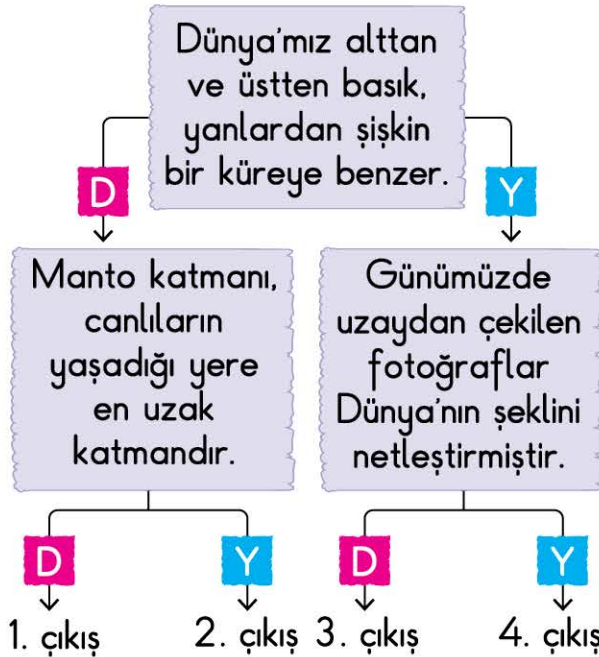 Dünya'mız alttan
ve üstten basık,
yanlardan şişkin
bir küreye benzer.
D
Y
Manto katmanı,
canlıların
yaşadığı yere
en uzak
katmandır.
Günümüzde
uzaydan çekilen
fotoğraflar
Dünya'nın şeklini
netleştirmiştir.
D
Y
D
Y
1. çıkış
2. çıkış
3. çıkış
4. çıkış